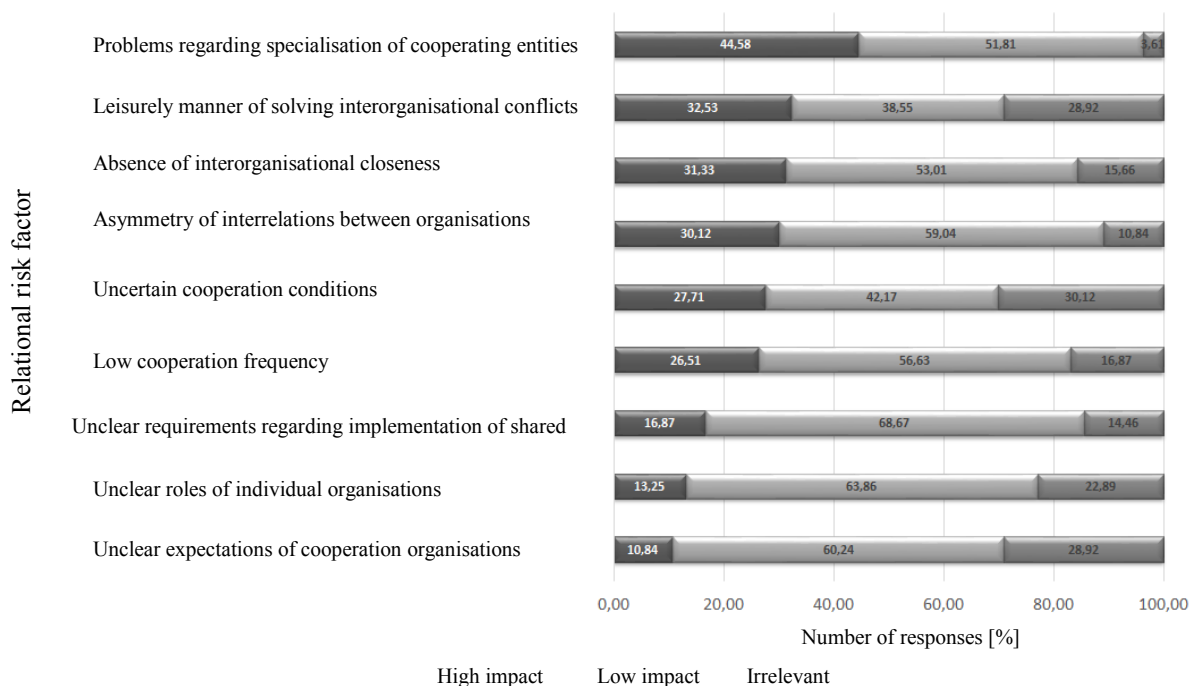 Relational risk factor
Problems regarding specialisation of cooperating entities
44,58 51,81 3,61
Leisurely manner of solving interorganisational conflicts
32,53 38,55 28,92
Absence of interorganisational closeness
31,33 53,01 15,66
Asymmetry of interrelations between organisations
30,12 59,04 10,84
Uncertain cooperation conditions
27,71 42,17 30,12
Low cooperation frequency
26,51 56,63 16,87
Unclear requirements regarding implementation of shared
16,87 68,67 14,46
Unclear roles of individual organisations
13,25 63,86 22,89
Unclear expectations of cooperation organisations
10,84 60,24 28,92
0,00 20,00 40,00 60,00 80,00 100,00
Number of responses [%]
High impact Low impact Irrelevant